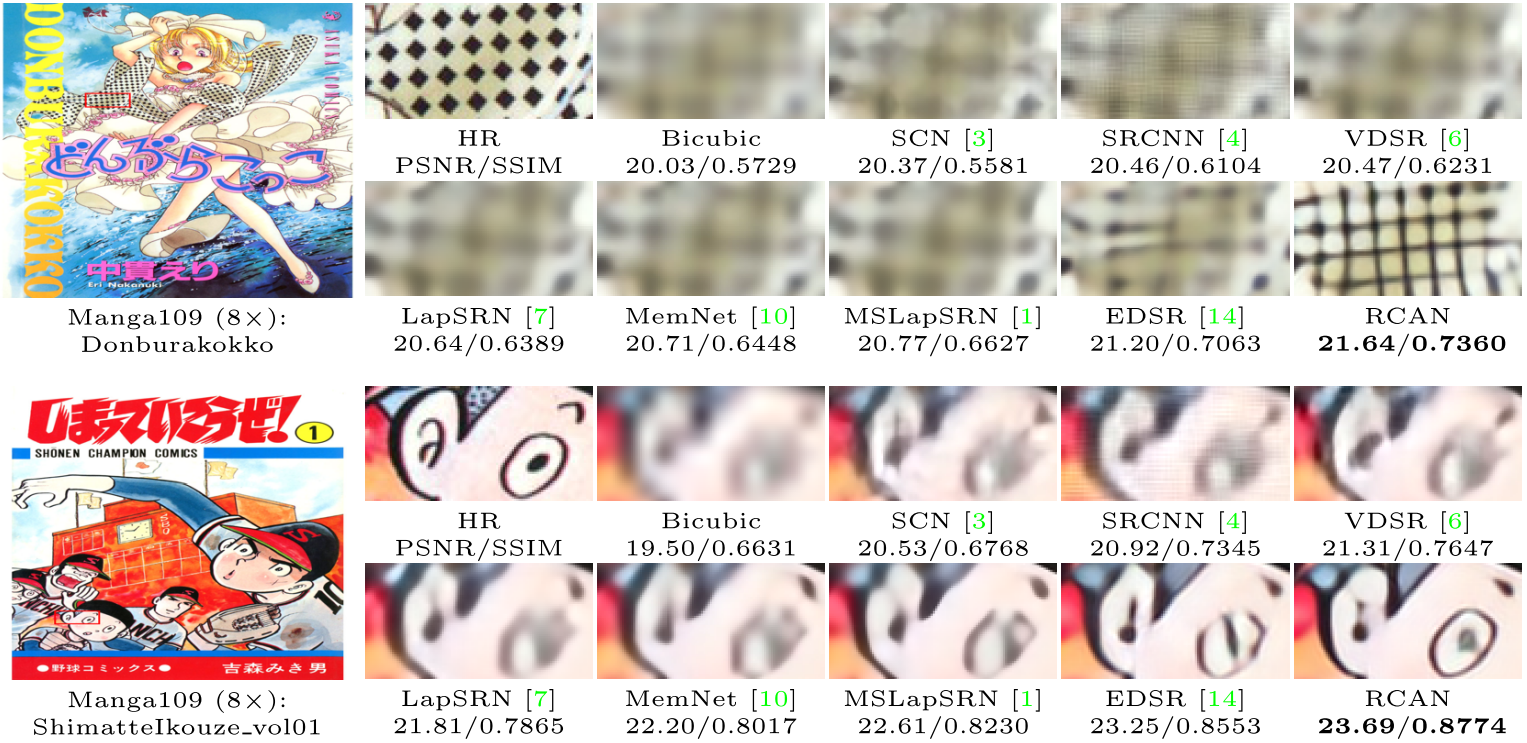 DONBURAKOKKO
ASUKA COMICS
どんぶらこっこ
中貫えり
Eri Nakanuki
Manga109 (8×):
Donburakokko
HR
PSNR/SSIM
Bicubic
20.03/0.5729
SCN [3]
20.37/0.5581
SRCNN [4]
20.46/0.6104
VDSR [6]
20.47/0.6231
LapSRN [7]
20.64/0.6389
MemNet [10]
20.71/0.6448
MSLapSRN [1]
20.77/0.6627
EDSR [14]
21.20/0.7063
RCAN
21.64/0.7360
しまっていこうぜ!
1
SHŌNEN CHAMPION COMICS
●野球コミックス●
吉森みき男
Manga109 (8×):
ShimatteIkouze_vol01
HR
PSNR/SSIM
Bicubic
19.50/0.6631
SCN [3]
20.53/0.6768
SRCNN [4]
20.92/0.7345
VDSR [6]
21.31/0.7647
LapSRN [7]
21.81/0.7865
MemNet [10]
22.20/0.8017
MSLapSRN [1]
22.61/0.8230
EDSR [14]
23.25/0.8553
RCAN
23.69/0.8774